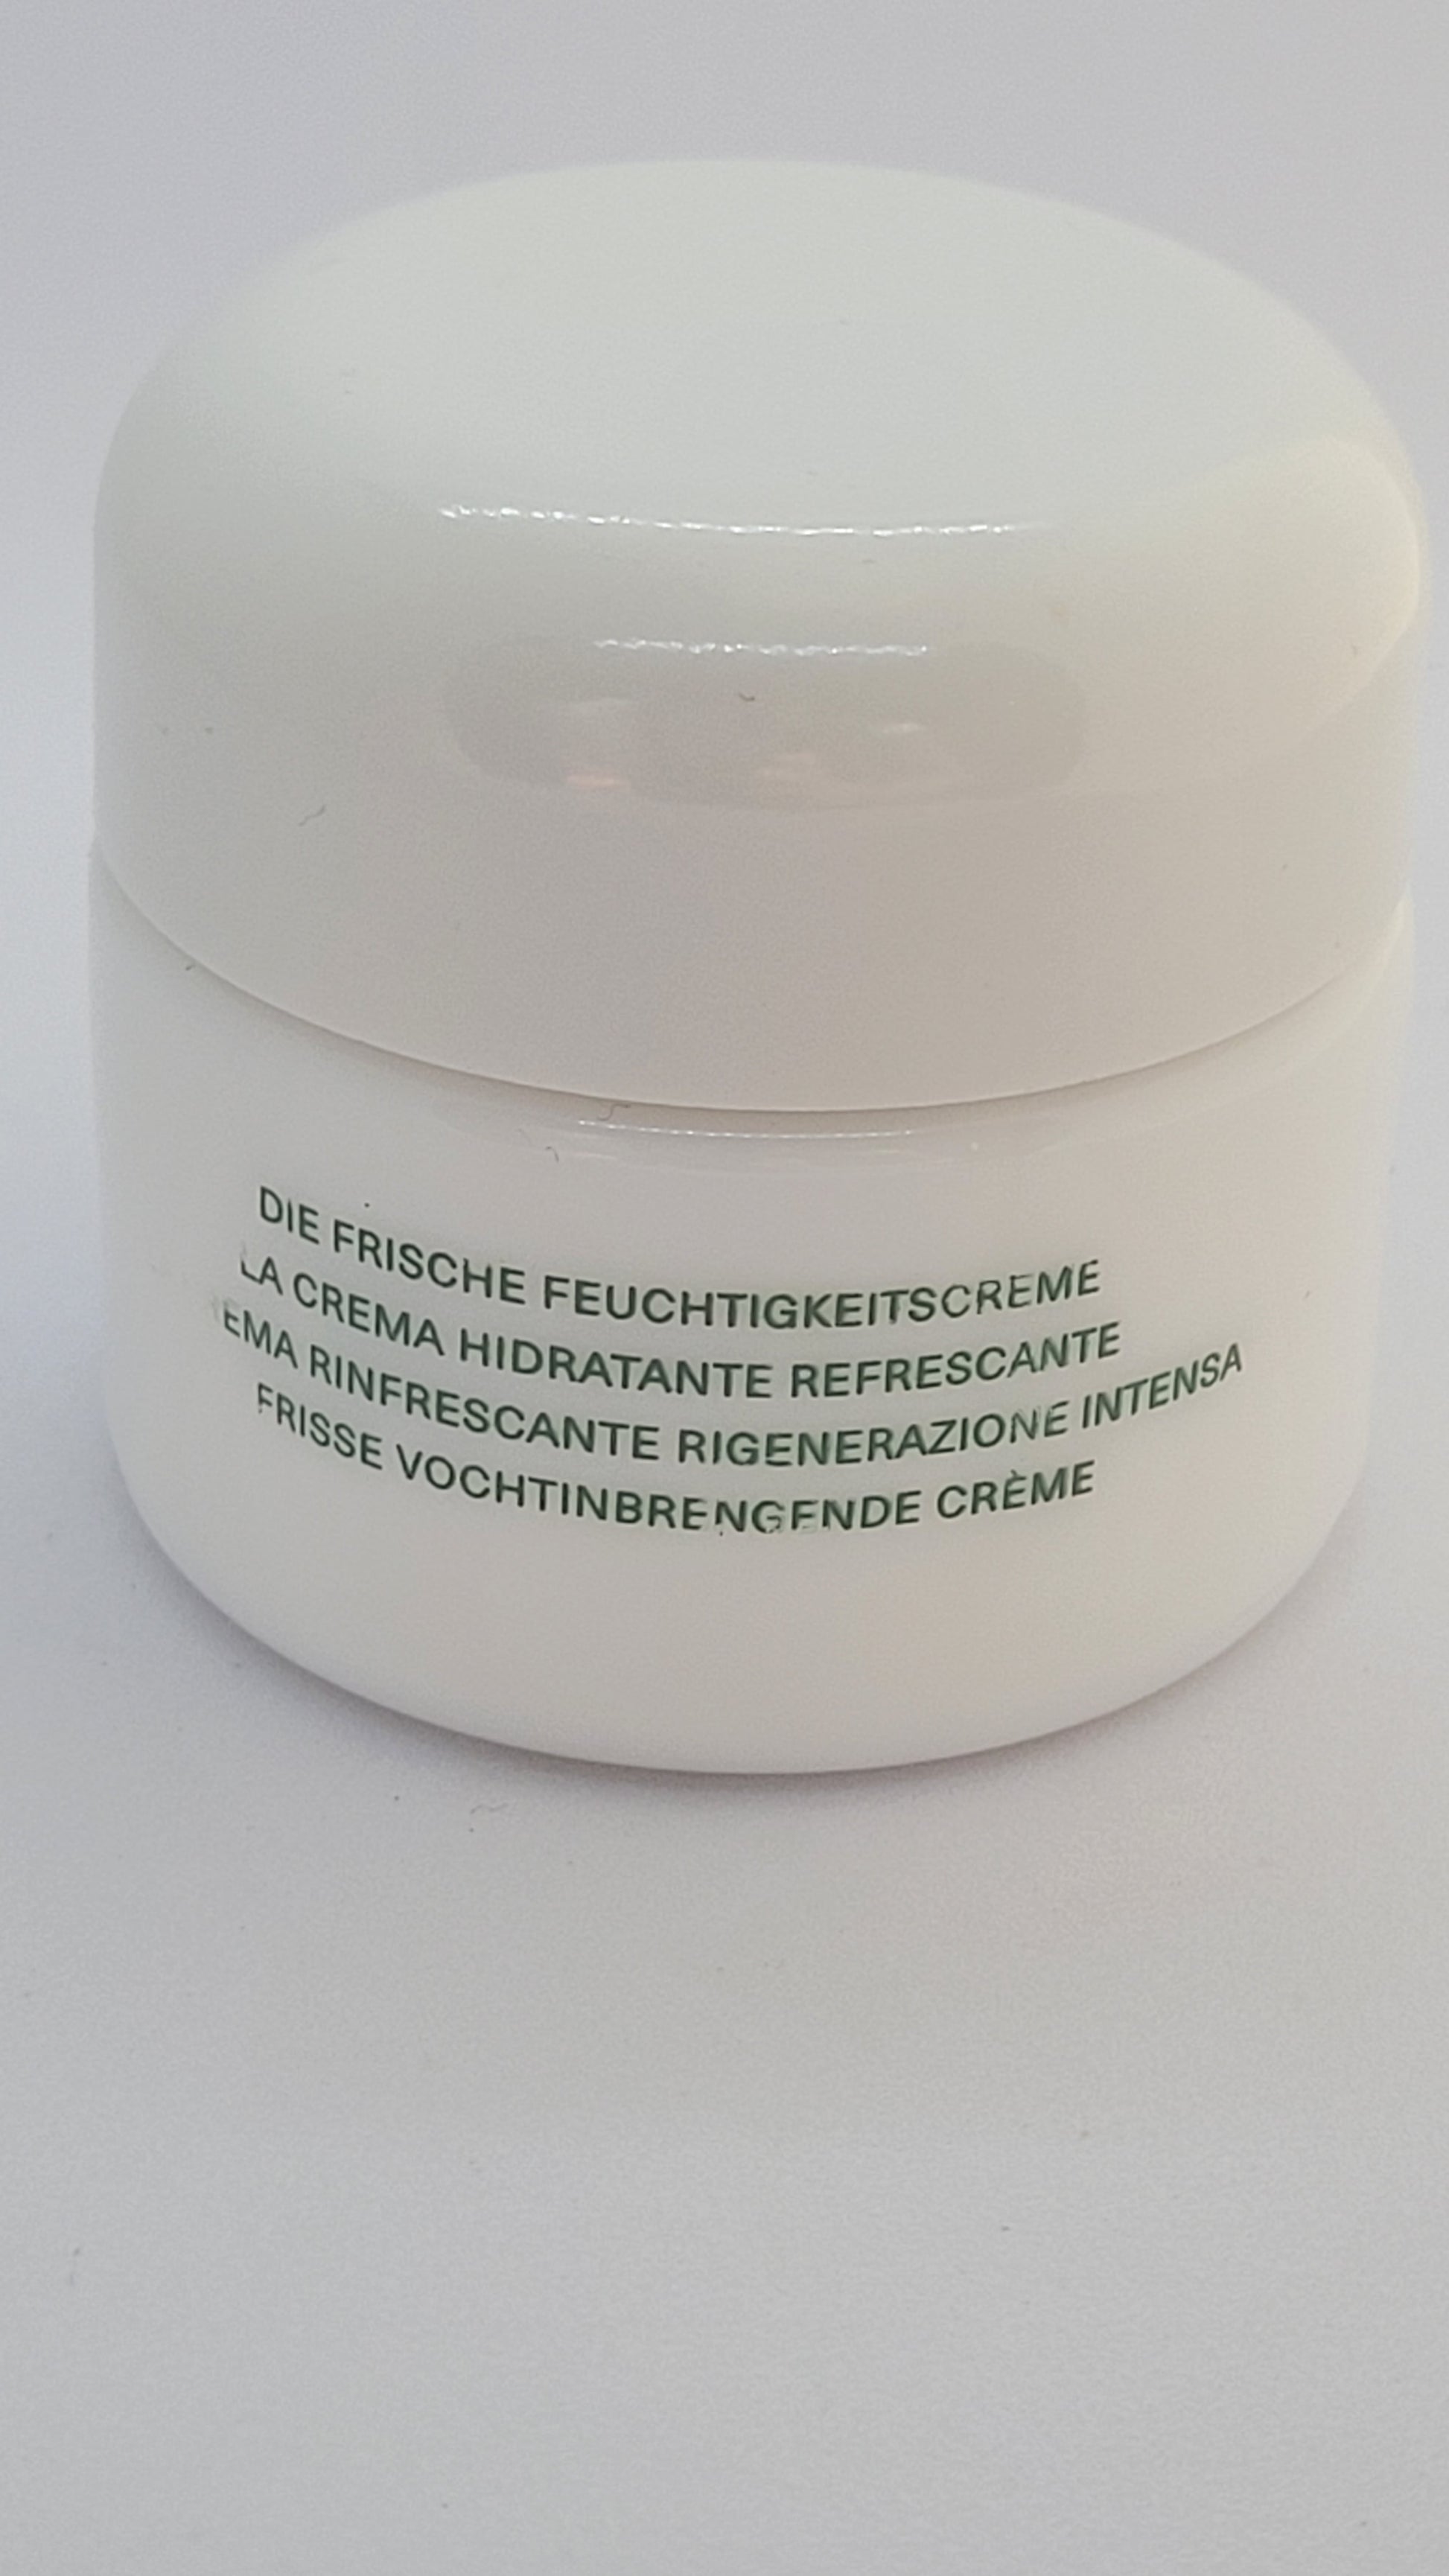 DIE FRISCHE FEUCHTIGKEITSCREME
LA CREMA HIDRATANTE REFRESCANTE
RINFRESCANTE RIGENERAZIONE INTENSA
FRISSE VOCHTINBRENGENDE CRÈME